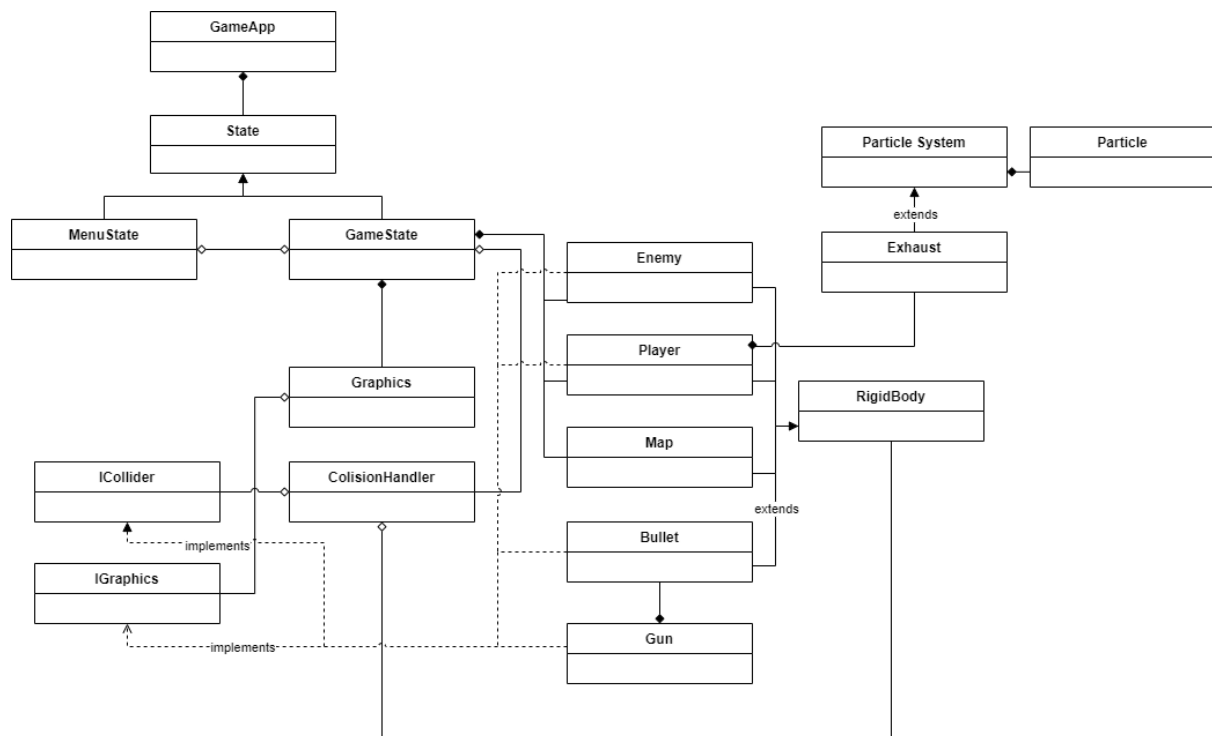 GameApp
State
Particle System
Particle
extends
MenuState
GameState
Exhaust
Enemy
Player
Graphics
RigidBody
Map
ICollider
ColisionHandler
extends
Bullet
implements
IGraphics
Gun
implements